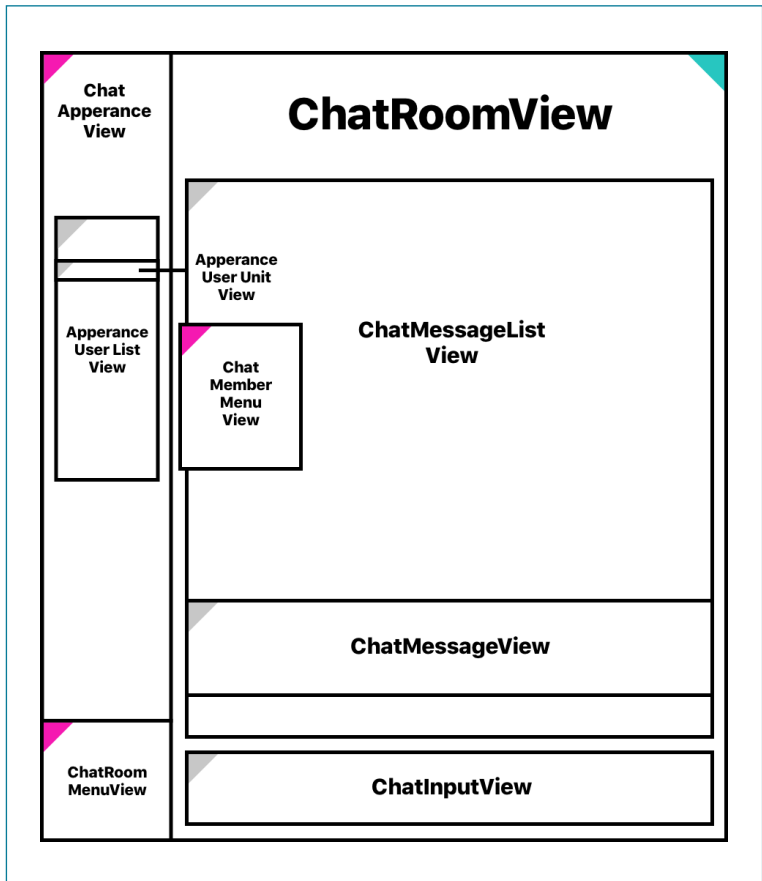 Chat
Apperance
View
ChatRoomView
Apperance
User Unit
View
Apperance
User List
View
ChatMessageList
View
Chat
Member
Menu
View
ChatMessageView
ChatRoom
MenuView
ChatInputView